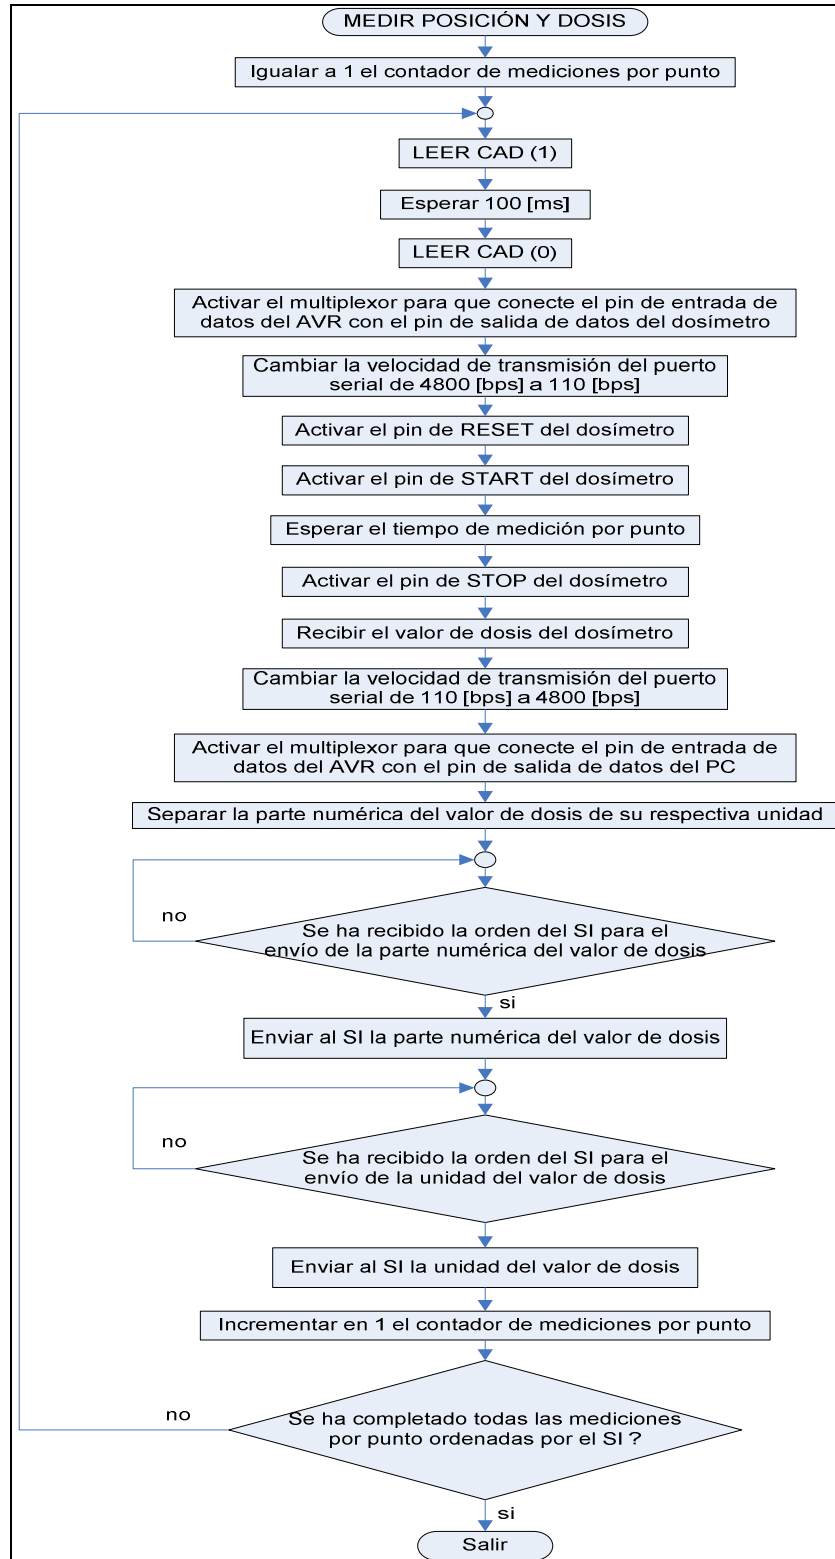 MEDIR POSICIÓN Y DOSIS
Igualar a 1 el contador de mediciones por punto
LEER CAD (1)
Esperar 100 [ms]
LEER CAD (0)
Activar el multiplexor para que conecte el pin de entrada de
datos del AVR con el pin de salida de datos del dosímetro
Cambiar la velocidad de transmisión del puerto
serial de 4800 [bps] a 110 [bps]
Activar el pin de RESET del dosímetro
Activar el pin de START del dosímetro
Esperar el tiempo de medición por punto
Activar el pin de STOP del dosímetro
Recibir el valor de dosis del dosímetro
Cambiar la velocidad de transmisión del puerto
serial de 110 [bps] a 4800 [bps]
Activar el multiplexor para que conecte el pin de entrada de
datos del AVR con el pin de salida de datos del PC
Separar la parte numérica del valor de dosis de su respectiva unidad
no
Se ha recibido la orden del SI para el
envío de la parte numérica del valor de dosis
si
Enviar al SI la parte numérica del valor de dosis
no
Se ha recibido la orden del SI para el
envío de la unidad del valor de dosis
Enviar al SI la unidad del valor de dosis
Incrementar en 1 el contador de mediciones por punto
no
Se ha completado todas las mediciones
por punto ordenadas por el SI ?
si
Salir